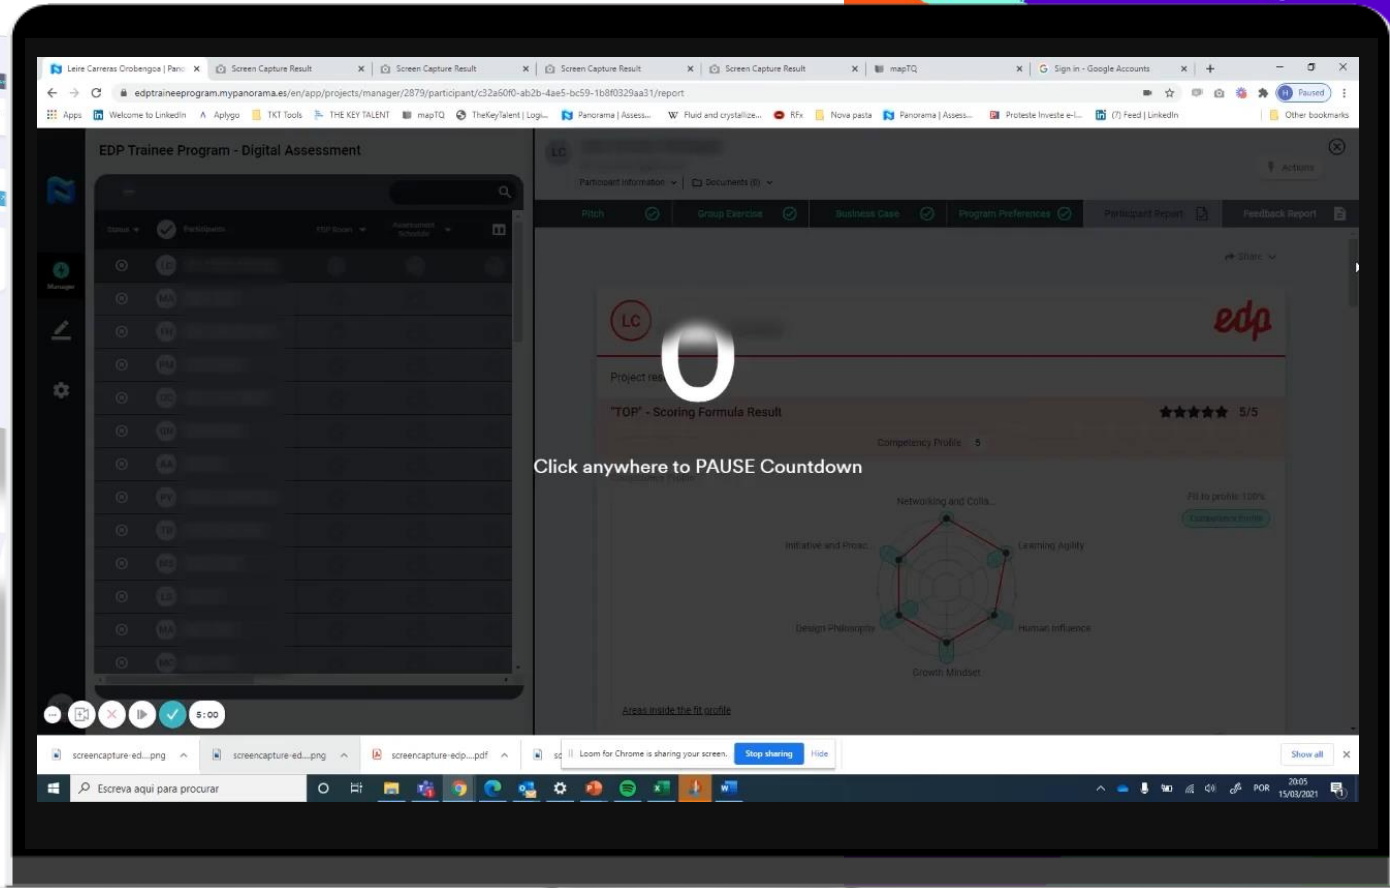 Leire Carreras Orobengoa | Pano
Screen Capture Result
Screen Capture Result
Screen Capture Result
Screen Capture Result
mapTQ
Sign in - Google Accounts
edptraineeprogram.mypanorama.es/en/app/projects/manager/2879/participant/c32a60f0-ab2b-4ae5-bc59-1b8f0329aa31/report
Paused
Apps
Welcome to LinkedIn
Aplygo
TKT Tools
THE KEY TALENT
mapTQ
TheKeyTalent | Logi...
Panorama | Assess...
Fluid and crystallize...
RFx
Nova pasta
Panorama | Assess...
Proteste Investe e-l...
(7) Feed | LinkedIn
Other bookmarks
EDP Trainee Program - Digital Assessment
LC
Participant Information
Documents (0)
Actions
Pitch
Group Exercise
Business Case
Program Preferences
Participant Report
Feedback Report
Status
Participants
Assessment
Schedule
Manager
Share
LC
edp
0
"TOP" - Scoring Formula Result
5/5
Competency Profile 5
Click anywhere to PAUSE Countdown
Networking and Colla...
Fit to profile 100%
Initiative and Proac...
Learning Agility
Design Philosophy
Human Influence
Growth Mindset
Areas inside the fit profile
5:00
screencapture-ed....png
screencapture-ed....png
screencapture-edp....pdf
Loom for Chrome is sharing your screen.
Stop sharing
Hide
Show all
Escreva aqui para procurar
POR
20:05
15/03/2021